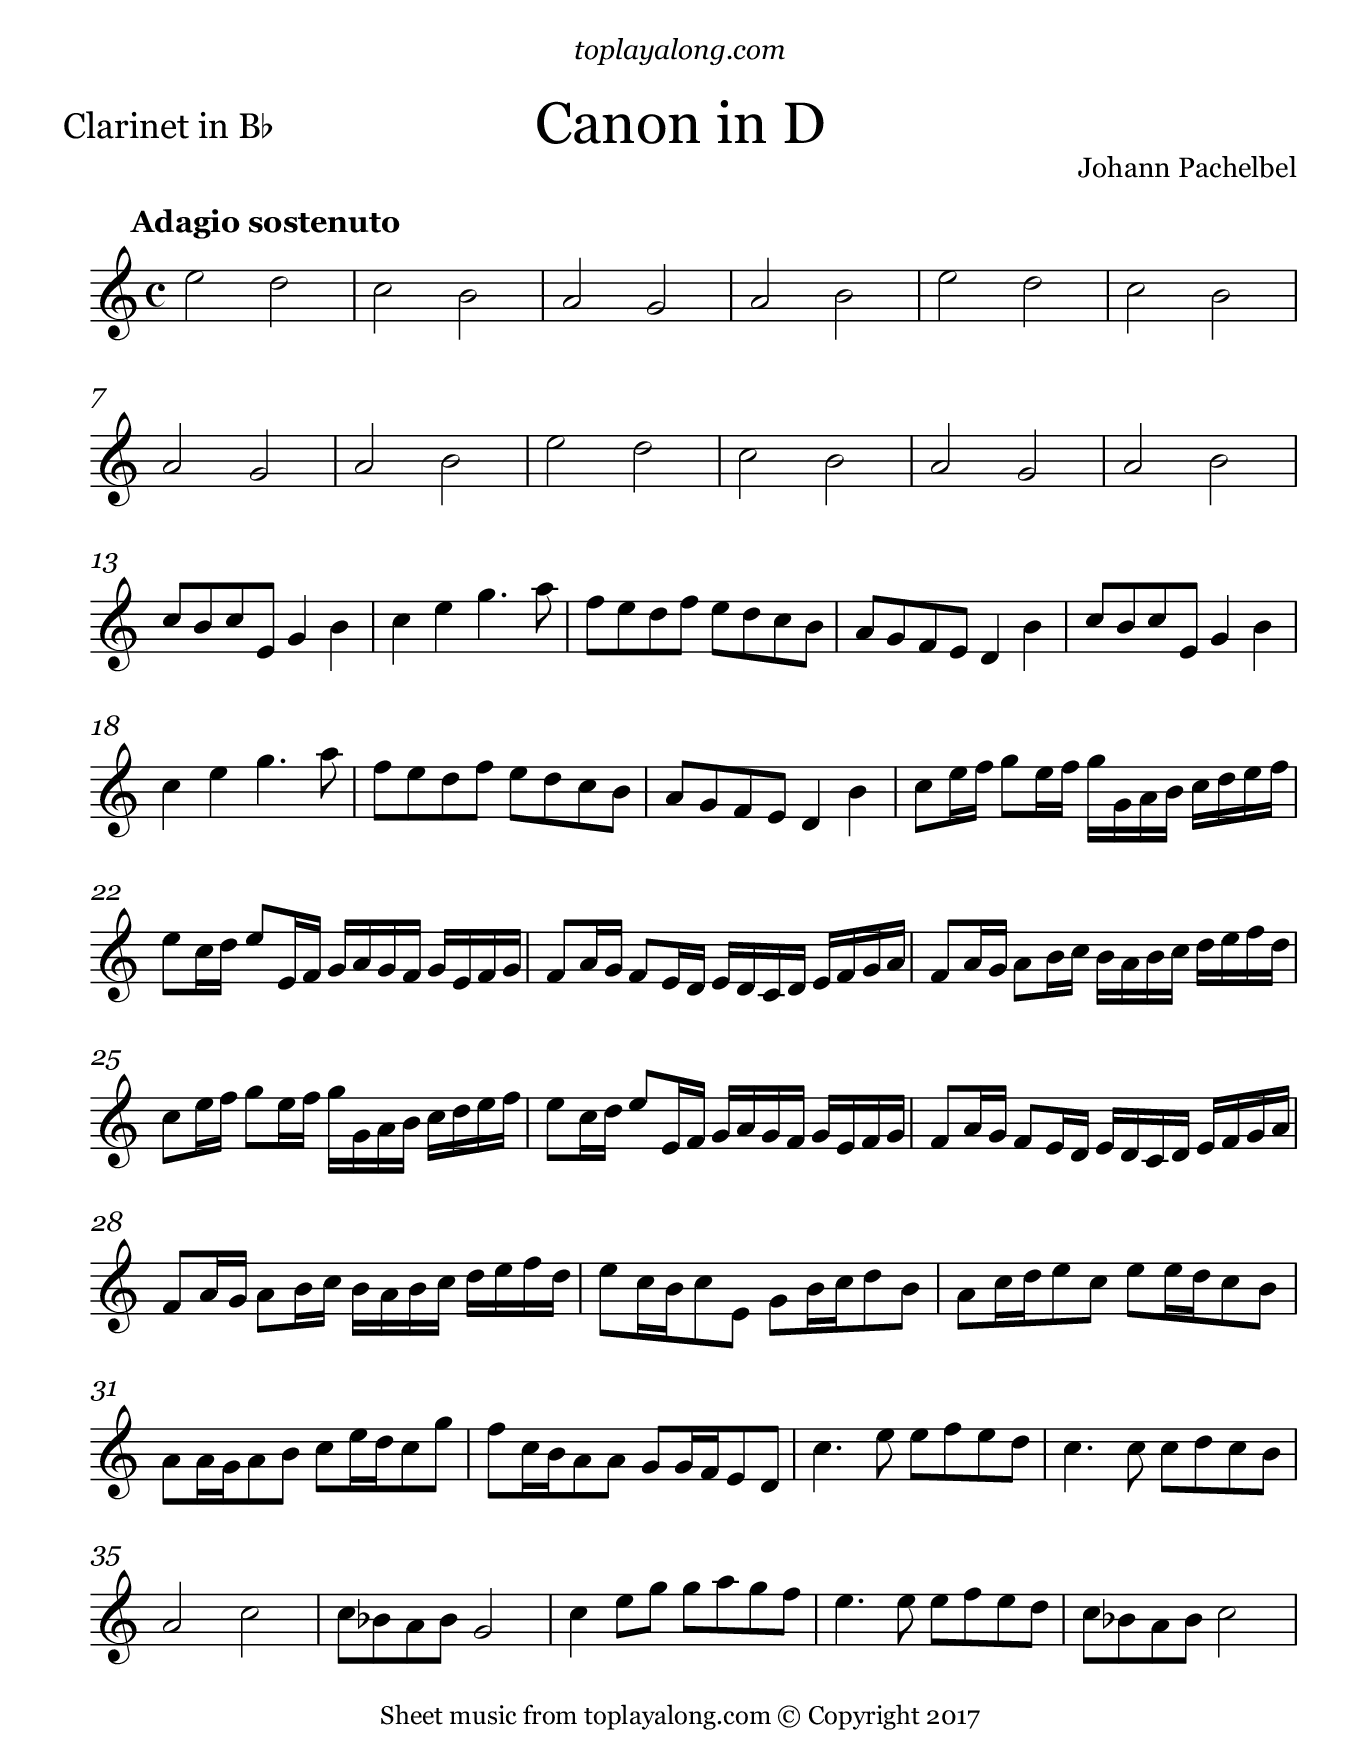 toplayalong.com
Clarinet in B♭
Canon in D
Johann Pachelbel
Adagio sostenuto
7
13
18
22
25
28
31
35
Sheet music from toplayalong.com © Copyright 2017